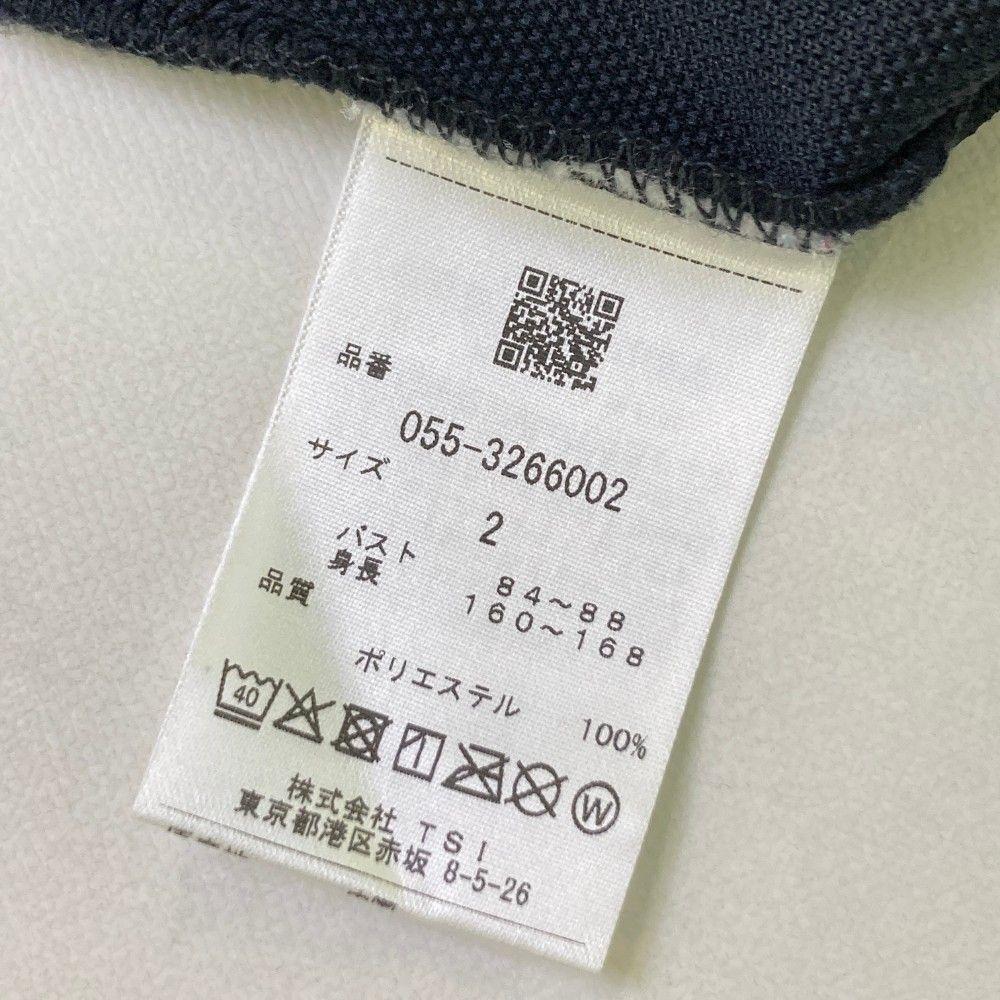 品番
055-3266002
サイズ
2
バスト 84～88
身長 160～168
品質
ポリエステル 100%
40
W
株式会社 TSI
東京都港区赤坂 8-5-26